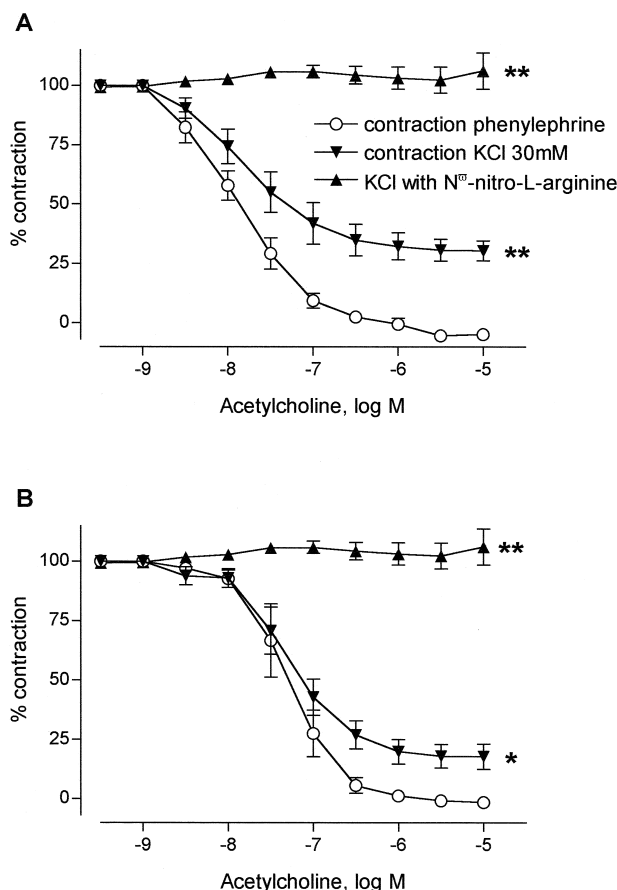 A
100
75
50
25
0
% contraction
**
contraction phenylephrine
contraction KCl 30mM
KCl with Nϖ-nitro-L-arginine
**
-9 -8 -7 -6 -5
Acetylcholine, log M
B
100
75
50
25
0
% contraction
**
*
-9 -8 -7 -6 -5
Acetylcholine, log M